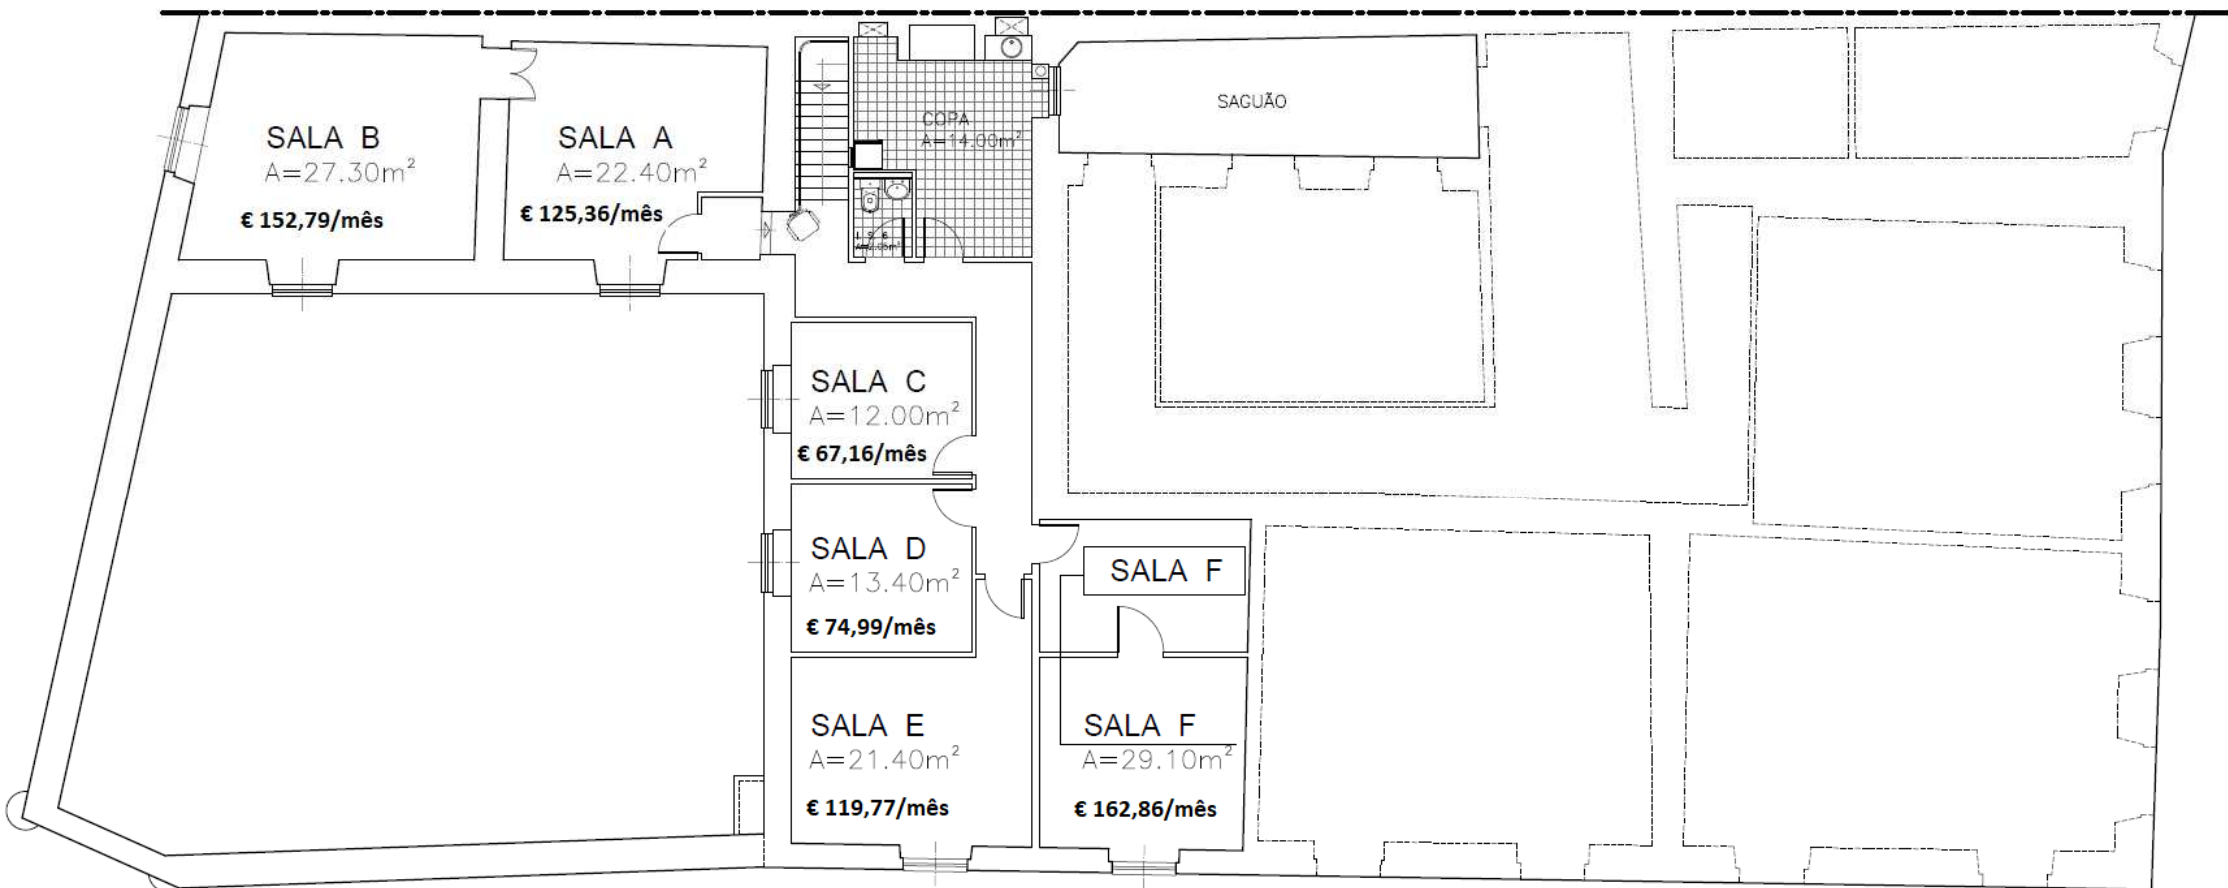 SALA B
A=27.30m²
€ 152,79/mês
SALA A
A=22.40m²
€ 125,36/mês
COPA
A=14.00m²
SAGUÃO
I. S. 6
SALA C
A=12.00m²
€ 67,16/mês
SALA D
A=13.40m²
€ 74,99/mês
SALA F
SALA E
A=21.40m²
€ 119,77/mês
SALA F
A=29.10m²
€ 162,86/mês